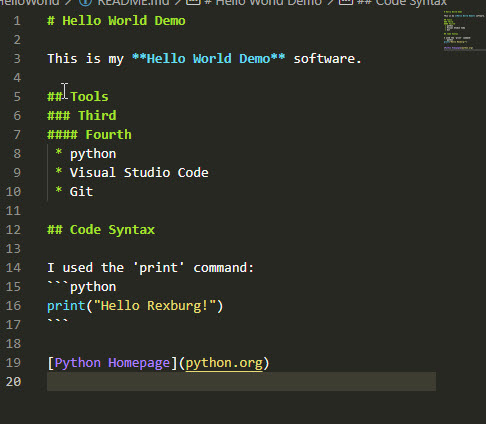 HelloWorld > README.md > # Hello World Demo > ## Code Syntax
1 # Hello World Demo
2
3 This is my **Hello World Demo** software.
4
5 ## Tools
6 ### Third
7 #### Fourth
8 * python
9 * Visual Studio Code
10 * Git
11
12 ## Code Syntax
13
14 I used the 'print' command:
15 ```python
16 print("Hello Rexburg!")
17 ```
18
19 [Python Homepage](python.org)
20